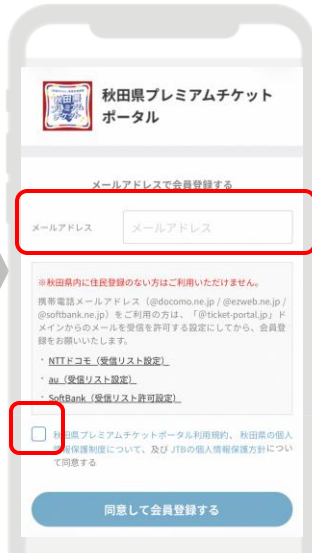 秋田県プレミアムチケット
ポータル
メールアドレスで会員登録する
メールアドレス
メールアドレス
※秋田県内に住民登録のない方はご利用いただけません。
携帯電話メールアドレス(@docomo.ne.jp / @ezweb.ne.jp /
@softbank.ne.jp)をご利用の方は、「@ticket-portal.jp」ド
メインからのメールを受信を許可する設定にしてから、会員登
録をお願いいたします。
・NTTドコモ(受信リスト設定)
・au(受信リスト設定)
・SoftBank(受信リスト許可設定)
秋田県プレミアムチケットポータル利用規約、秋田県の個人
情報保護制度について、及び JTBの個人情報保護方針につい
て同意する
同意して会員登録する